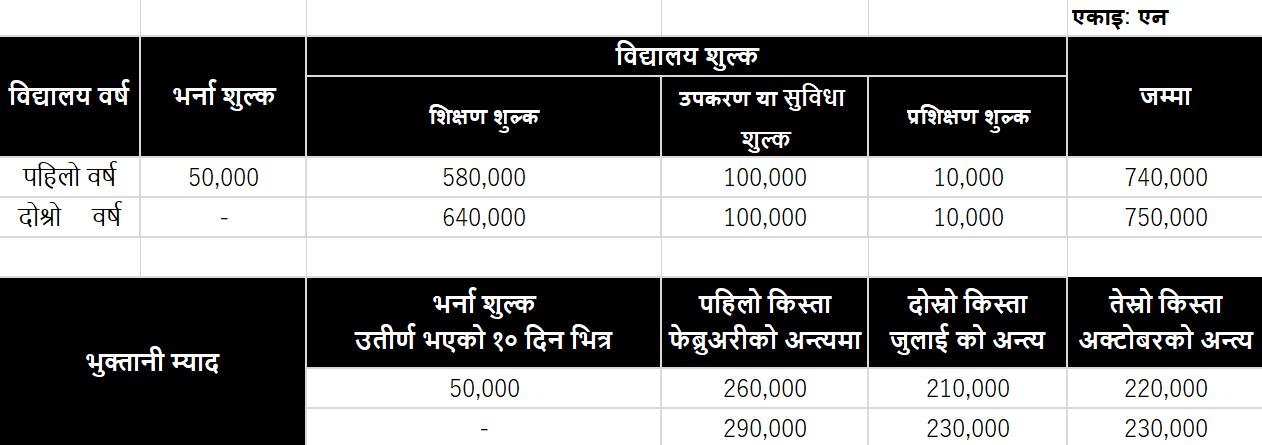 एकाइ: एन
विद्यालय वर्ष भर्ना शुल्क विद्यालय शुल्क जम्मा
शिक्षण शुल्क उपकरण या सुविधा शुल्क प्रशिक्षण शुल्क
पहिलो वर्ष 50,000 580,000 100,000 10,000 740,000
दोश्रो वर्ष - 640,000 100,000 10,000 750,000
भुक्तानी म्याद भर्ना शुल्क पहिलो किस्ता दोस्रो किस्ता तेस्रो किस्ता
उतीर्ण भएको १० दिन भित्र फेब्रुअरीको अन्त्यमा जुलाई को अन्त्य अक्टोबरको अन्त्य
50,000 260,000 210,000 220,000
- 290,000 230,000 230,000